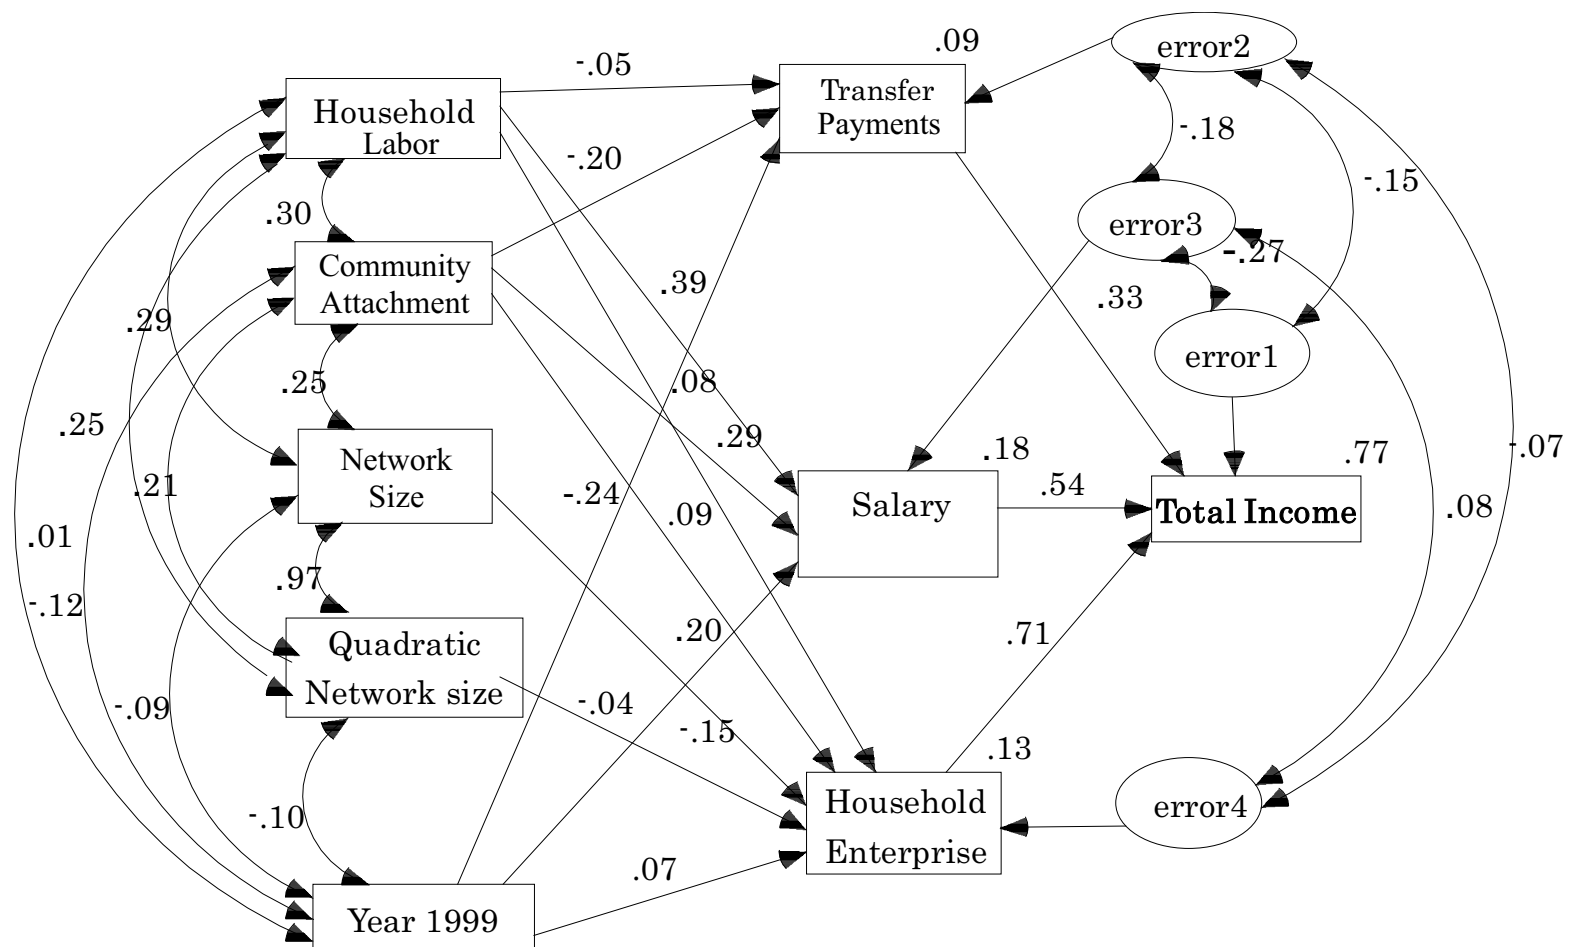 .09
error2
-.05
Household
Labor
Transfer
Payments
-.18
-.20
-.15
.30
error3
-.27
Community
Attachment
.39
.33
.29
error1
.25
.08
.25
.29
.18
.77
-.07
Network
Size
.54
.21
-.24
.09
Salary
Total Income
.08
.01
.97
-.12
.20
.71
Quadratic
Network size
-.09
-.04
-.15
.13
-.10
Household
Enterprise
error4
.07
Year 1999